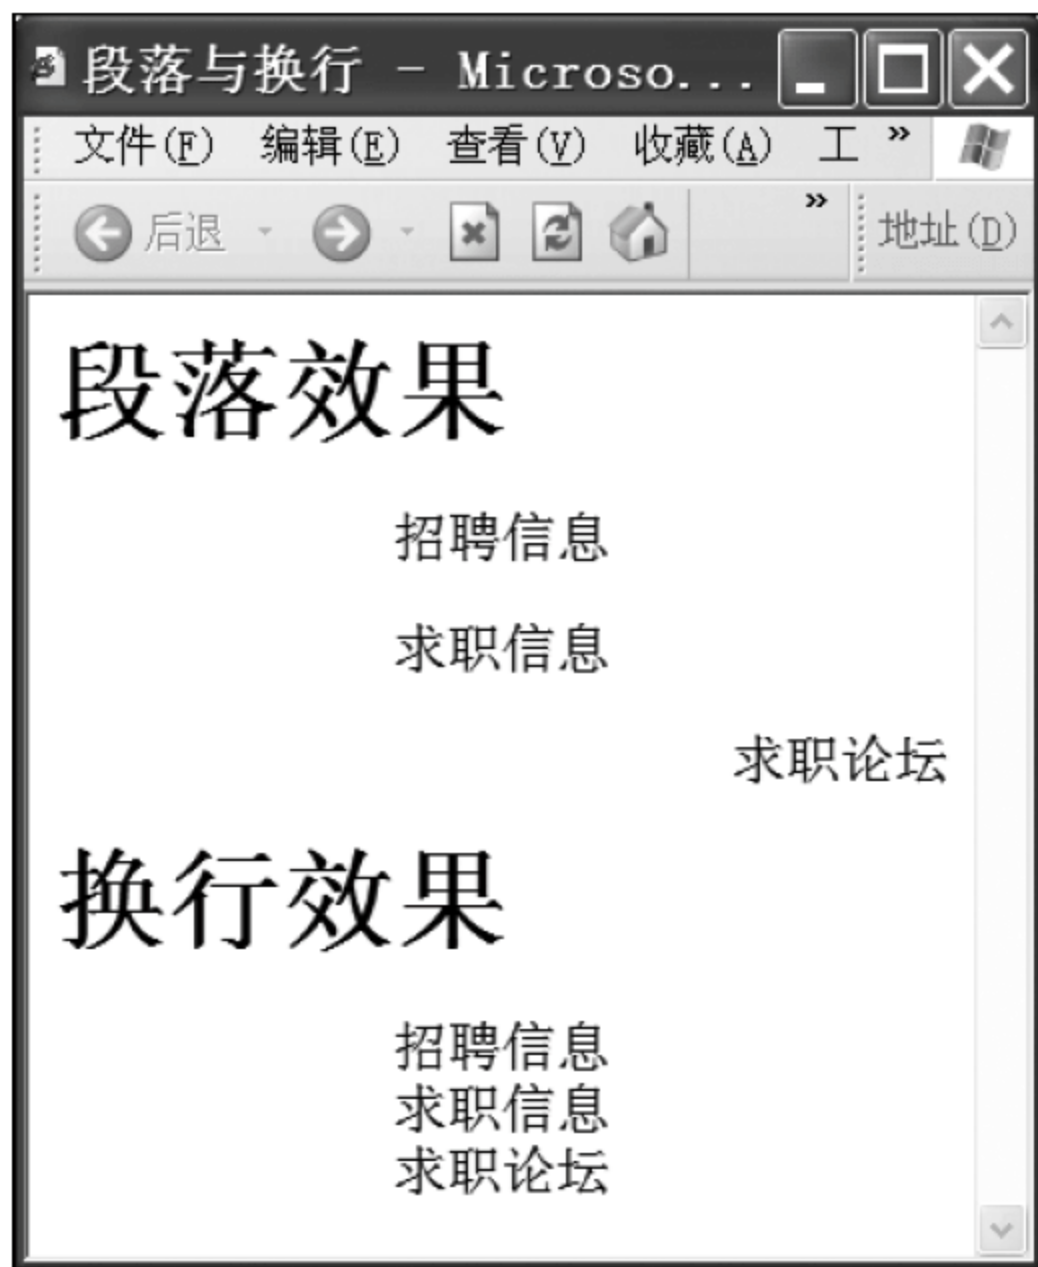 段落与换行 - Microso...
文件(F) 编辑(E) 查看(V) 收藏(A) 工 »
后退 » 地址(D)
段落效果
招聘信息
求职信息
求职论坛
换行效果
招聘信息
求职信息
求职论坛